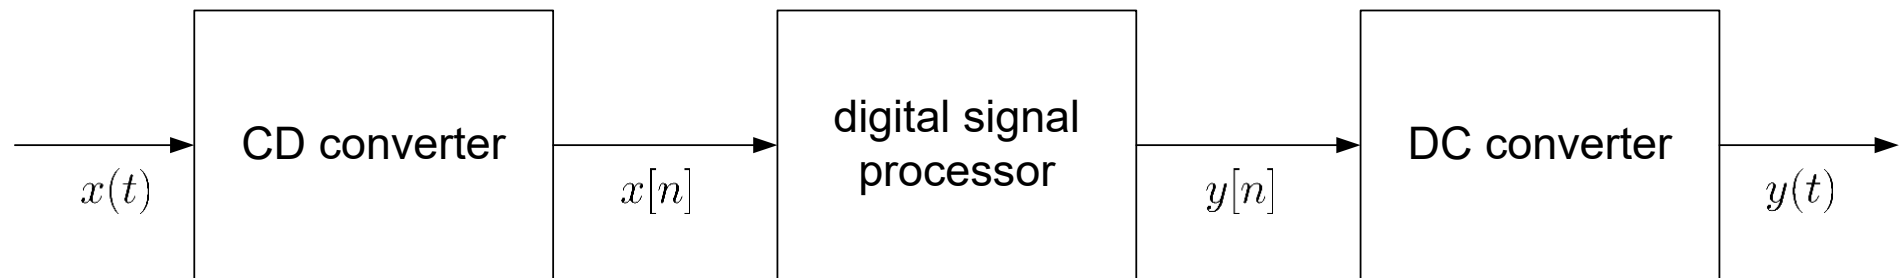 CD converter
digital signal
processor
DC converter
x(t)
x[n]
y[n]
y(t)